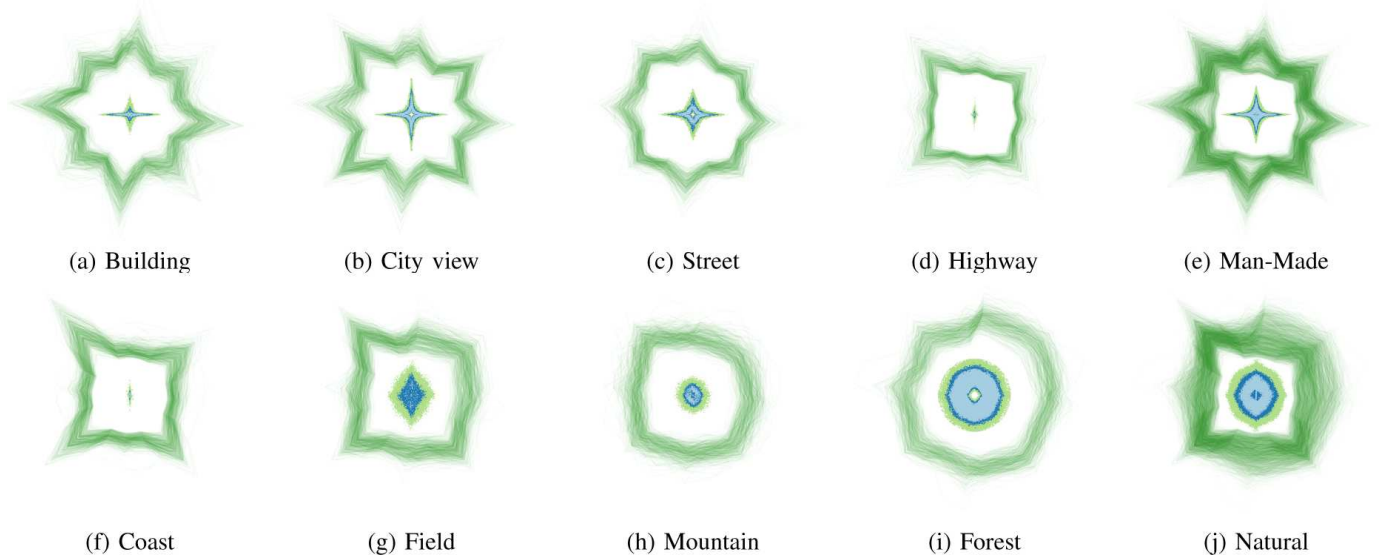 (a) Building
(b) City view
(c) Street
(d) Highway
(e) Man-Made
(f) Coast
(g) Field
(h) Mountain
(i) Forest
(j) Natural